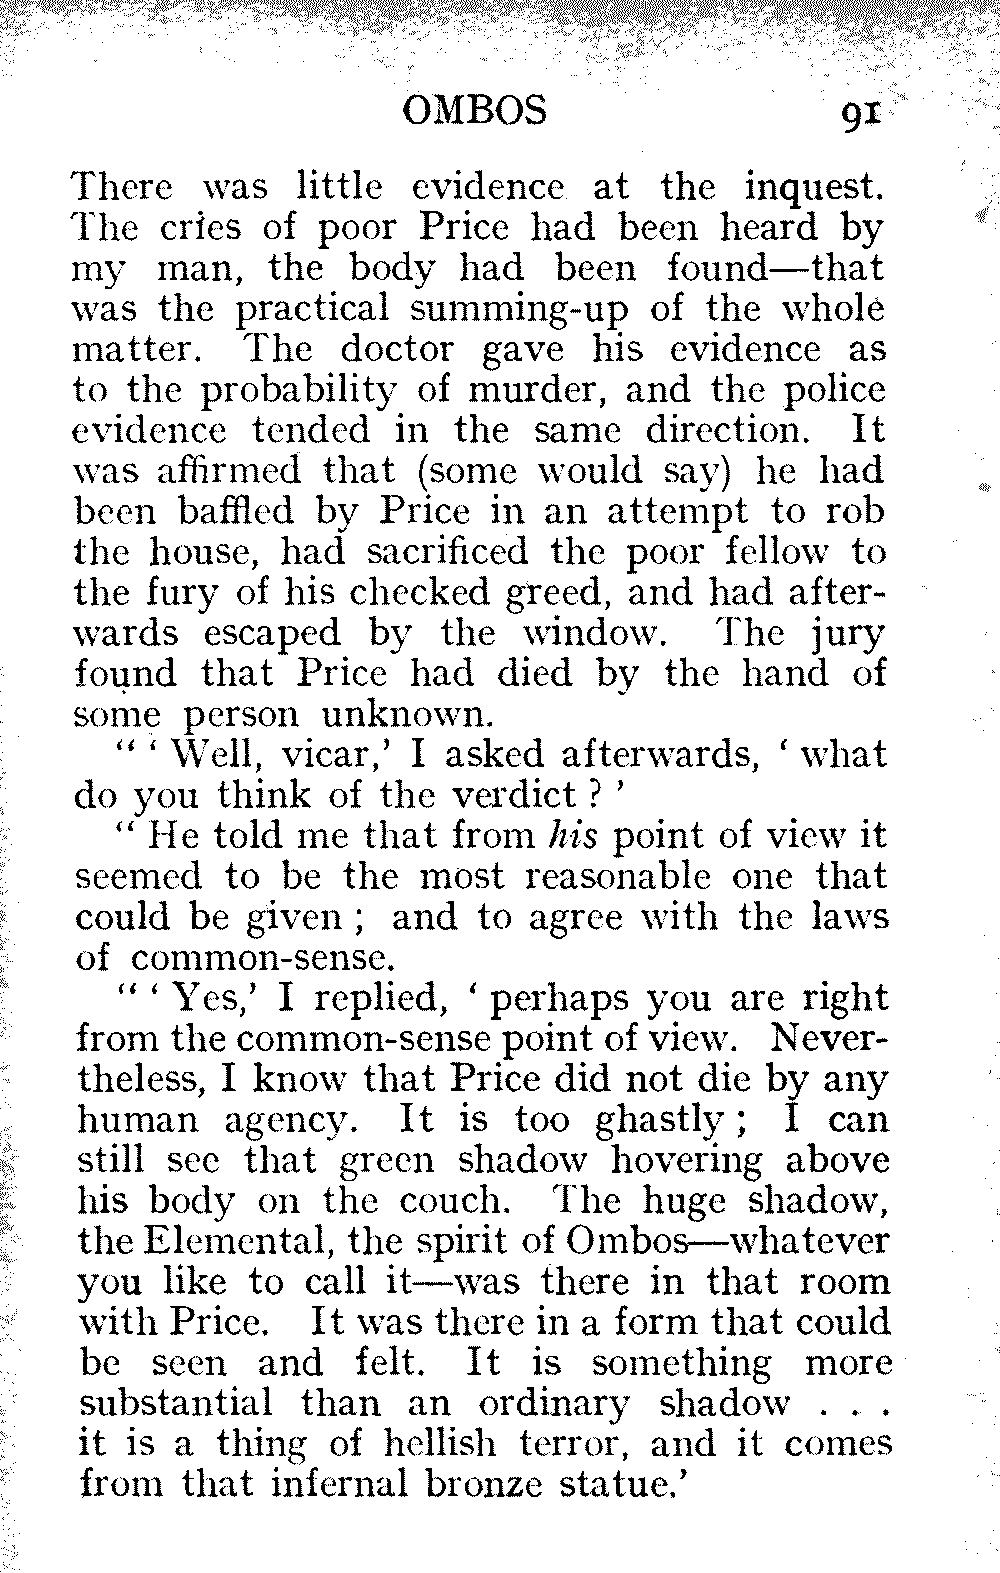 OMBOS 91
There was little evidence at the inquest.
The cries of poor Price had been heard by
my man, the body had been found—that
was the practical summing-up of the whole
matter. The doctor gave his evidence as
to the probability of murder, and the police
evidence tended in the same direction. It
was affirmed that (some would say) he had
been baffled by Price in an attempt to rob
the house, had sacrificed the poor fellow to
the fury of his checked greed, and had after-
wards escaped by the window. The jury
found that Price had died by the hand of
some person unknown.
“ ‘ Well, vicar,’ I asked afterwards, ‘ what
do you think of the verdict ? ’
“ He told me that from his point of view it
seemed to be the most reasonable one that
could be given ; and to agree with the laws
of common-sense.
“ ‘ Yes,’ I replied, ‘ perhaps you are right
from the common-sense point of view. Never-
theless, I know that Price did not die by any
human agency. It is too ghastly ; I can
still see that green shadow hovering above
his body on the couch. The huge shadow,
the Elemental, the spirit of Ombos—whatever
you like to call it—was there in that room
with Price. It was there in a form that could
be seen and felt. It is something more
substantial than an ordinary shadow . . .
it is a thing of hellish terror, and it comes
from that infernal bronze statue.’